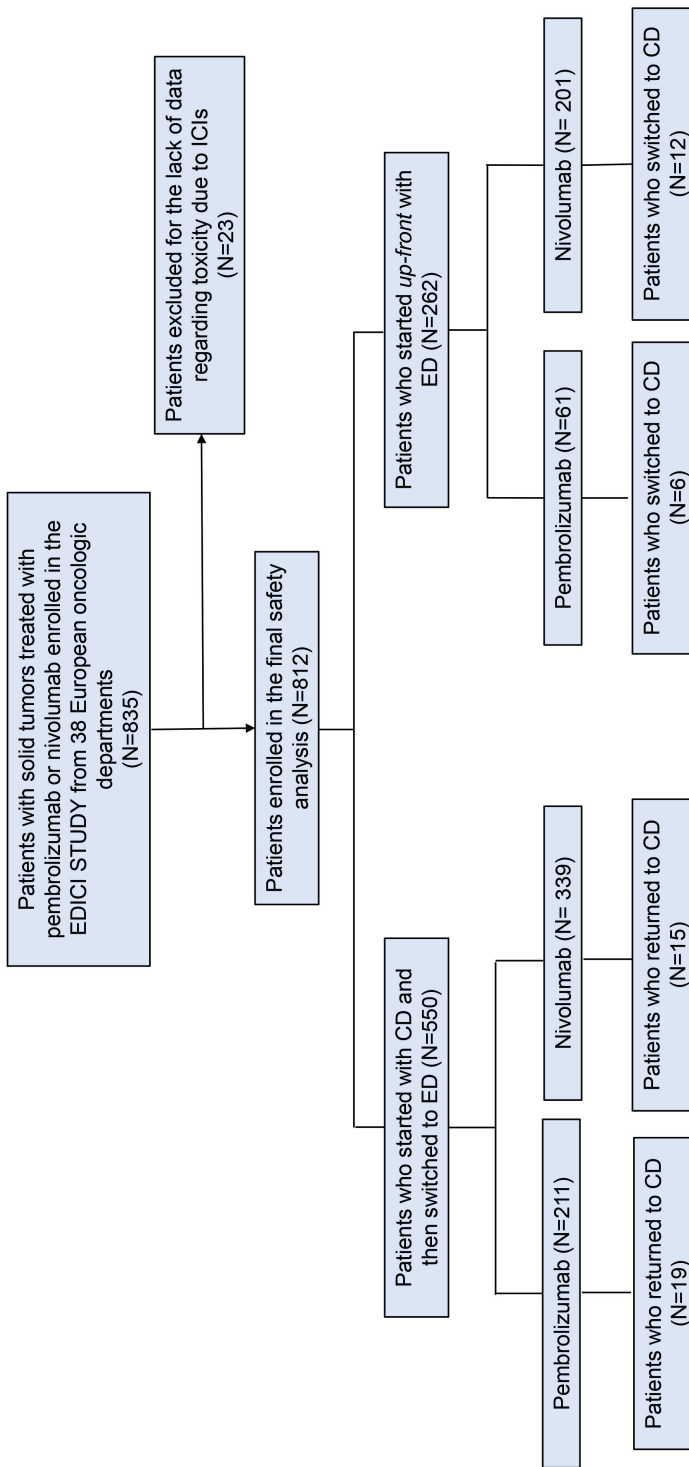 Patients with solid tumors treated with
pembrolizumab or nivolumab enrolled in the
EDICI STUDY from 38 European oncologic
departments
(N=835)
Patients excluded for the lack of data
regarding toxicity due to ICIs
(N=23)
Patients enrolled in the final safety
analysis (N=812)
Patients who started with CD and
then switched to ED (N=550)
Patients who started up-front with
ED (N=262)
Pembrolizumab (N=211)
Nivolumab (N= 339)
Pembrolizumab (N=61)
Nivolumab (N= 201)
Patients who returned to CD
(N=19)
Patients who returned to CD
(N=15)
Patients who switched to CD
(N=6)
Patients who switched to CD
(N=12)